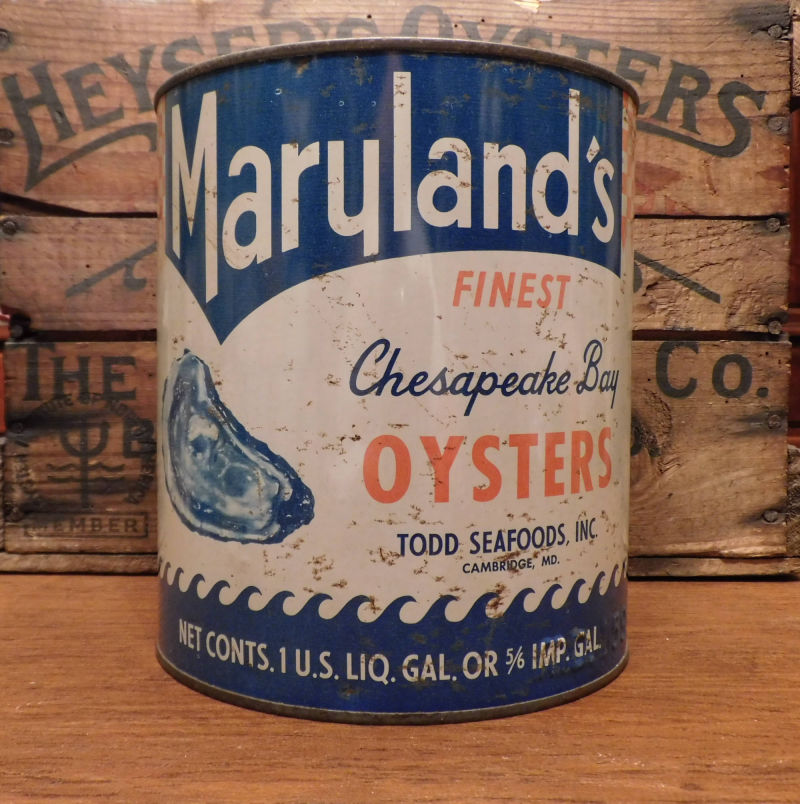 HEYSER'S OYSTERS
Maryland's
FINEST
Chesapeake Bay
OYSTERS
TODD SEAFOODS, INC.
CAMBRIDGE, MD.
NET CONTS. 1 U.S. LIQ. GAL. OR 5/6 IMP. GAL.
THE
Co.
MEMBER